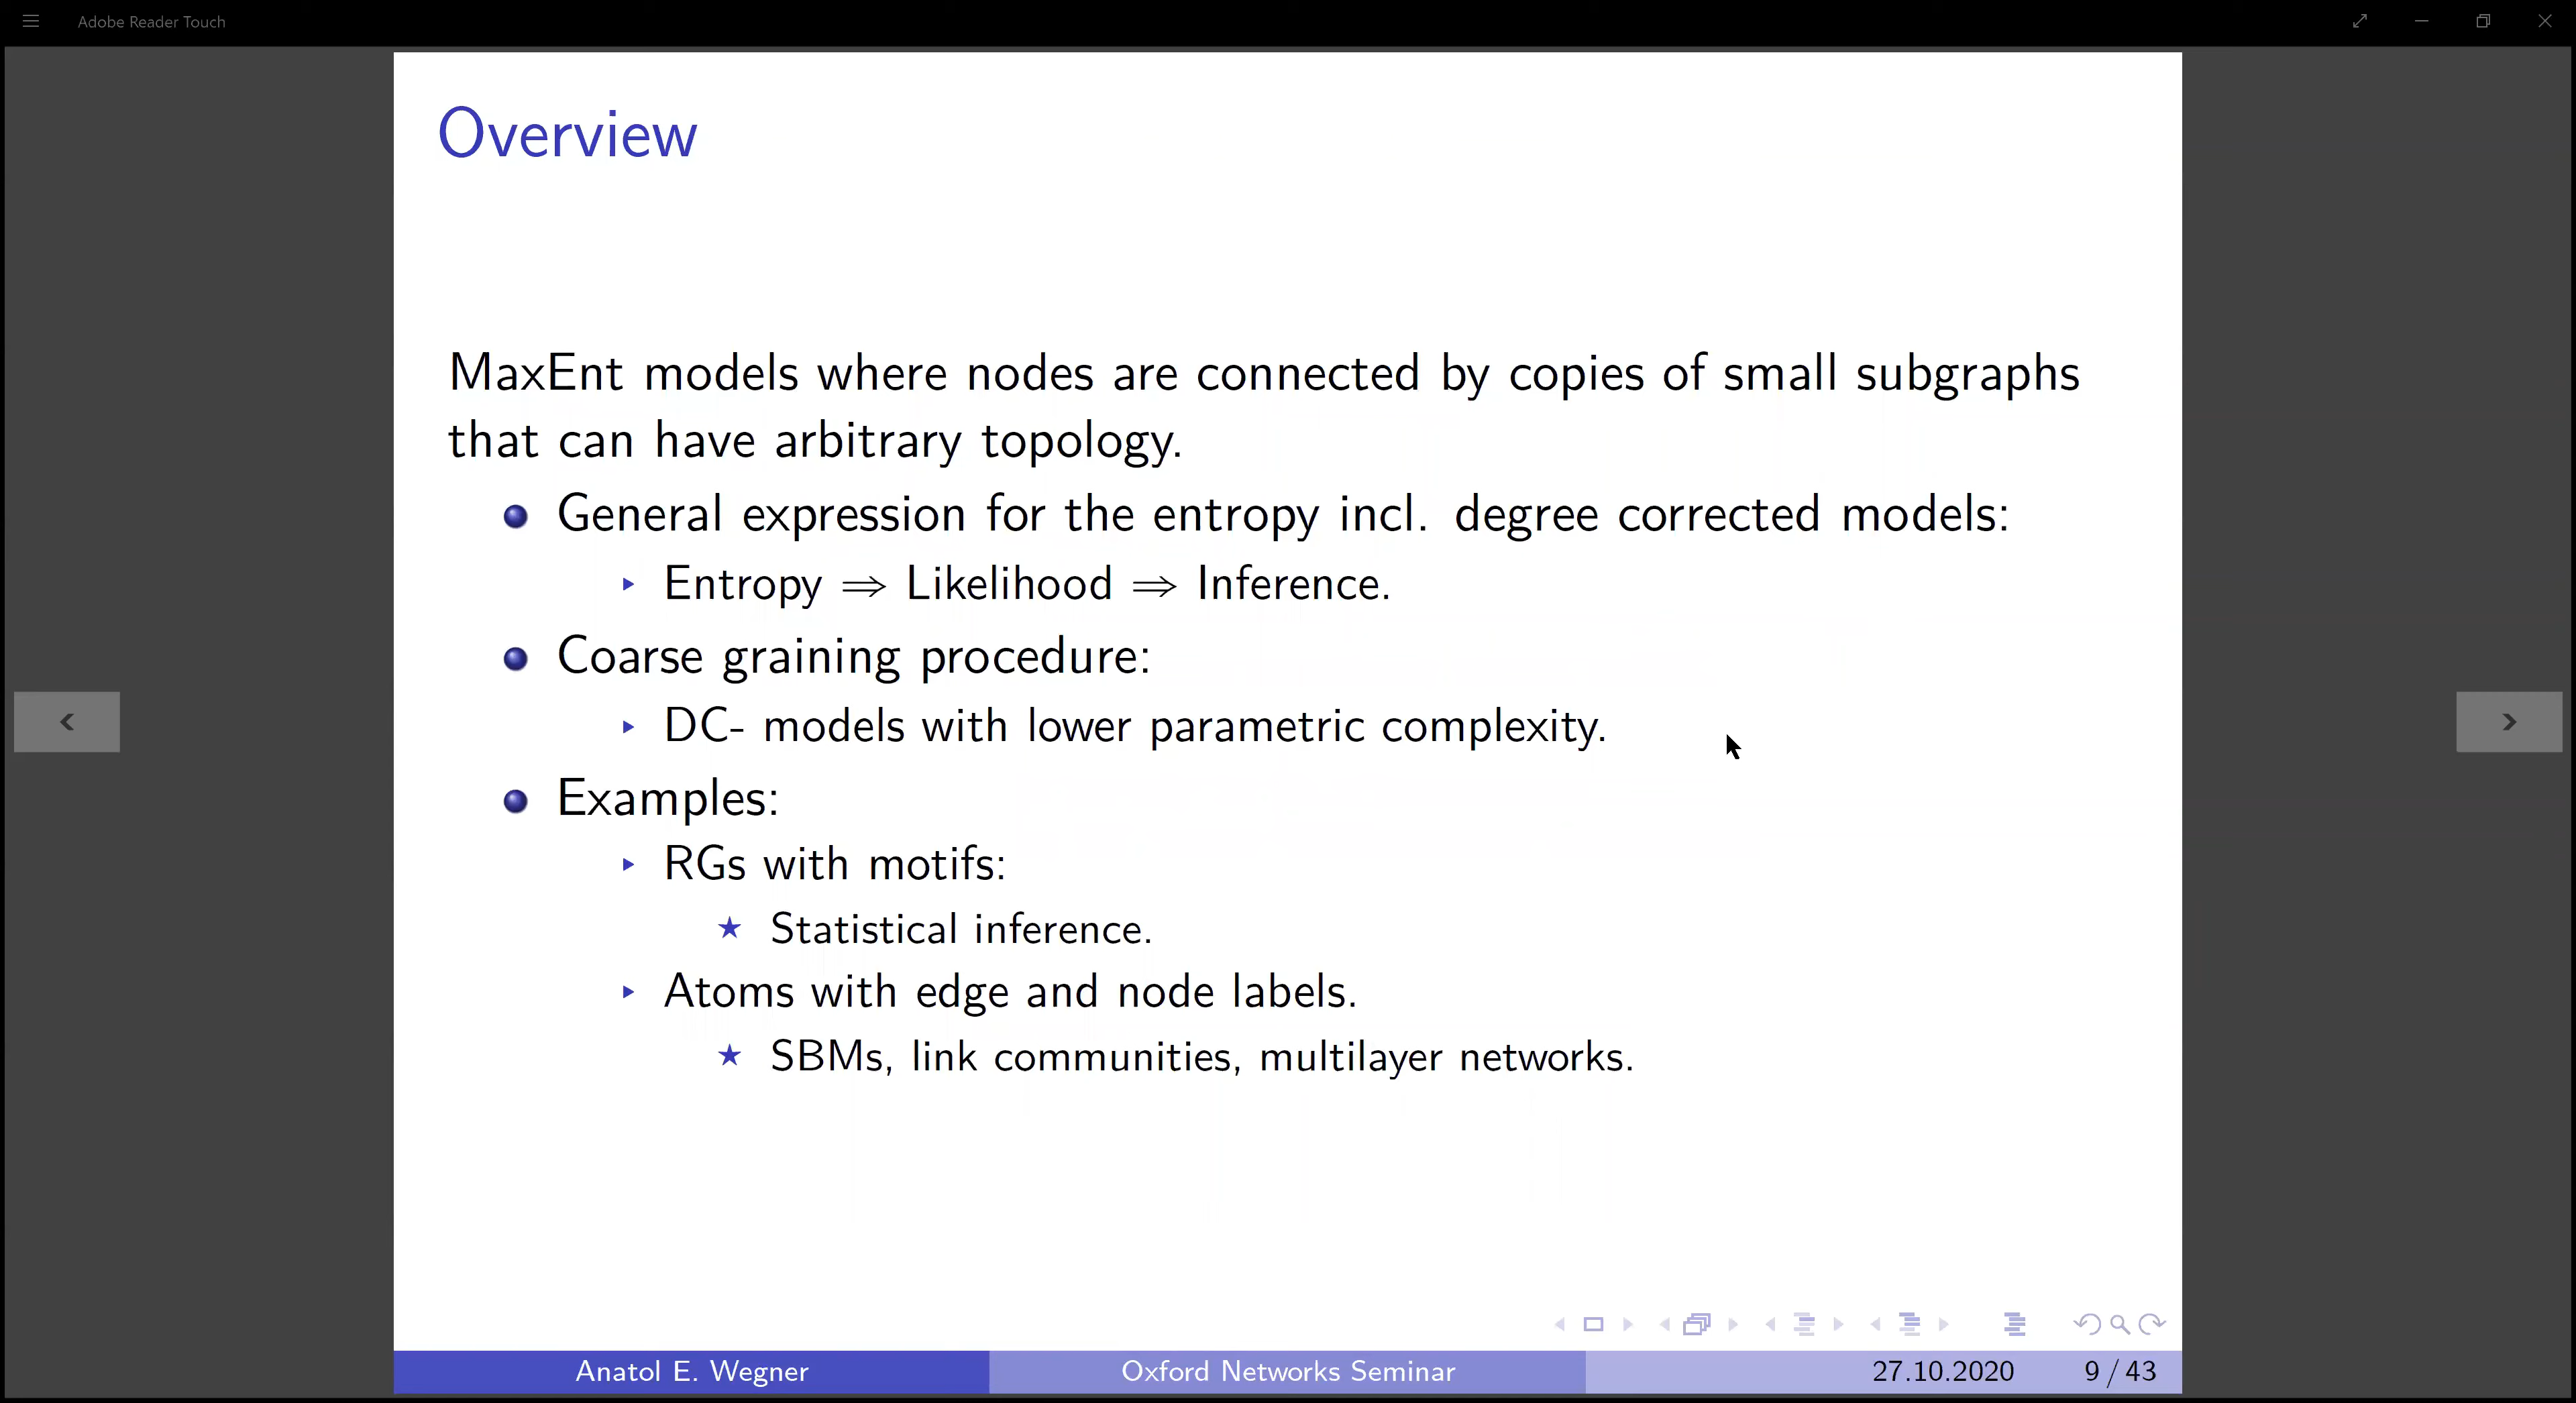 Adobe Reader Touch
Overview
MaxEnt models where nodes are connected by copies of small subgraphs
that can have arbitrary topology.
General expression for the entropy incl. degree corrected models:
Entropy ⇒ Likelihood ⇒ Inference.
Coarse graining procedure:
DC- models with lower parametric complexity.
Examples:
RGs with motifs:
Statistical inference.
Atoms with edge and node labels.
SBMs, link communities, multilayer networks.
Anatol E. Wegner
Oxford Networks Seminar
27.10.2020
9 / 43